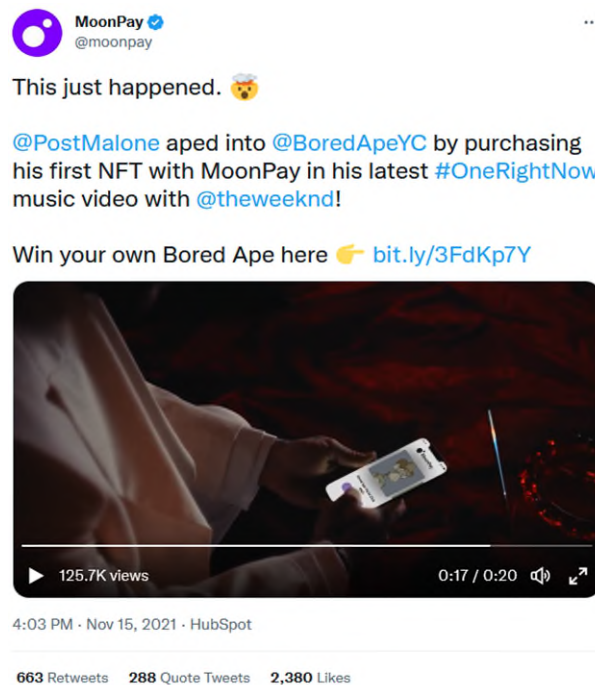 MoonPay
@moonpay
This just happened. 🤯
@PostMalone aped into @BoredApeYC by purchasing
his first NFT with MoonPay in his latest #OneRightNow
music video with @theweeknd!
Win your own Bored Ape here 👉 bit.ly/3FdKp7Y
125.7K views
0:17 / 0:20
4:03 PM · Nov 15, 2021 · HubSpot
663 Retweets 288 Quote Tweets 2,380 Likes